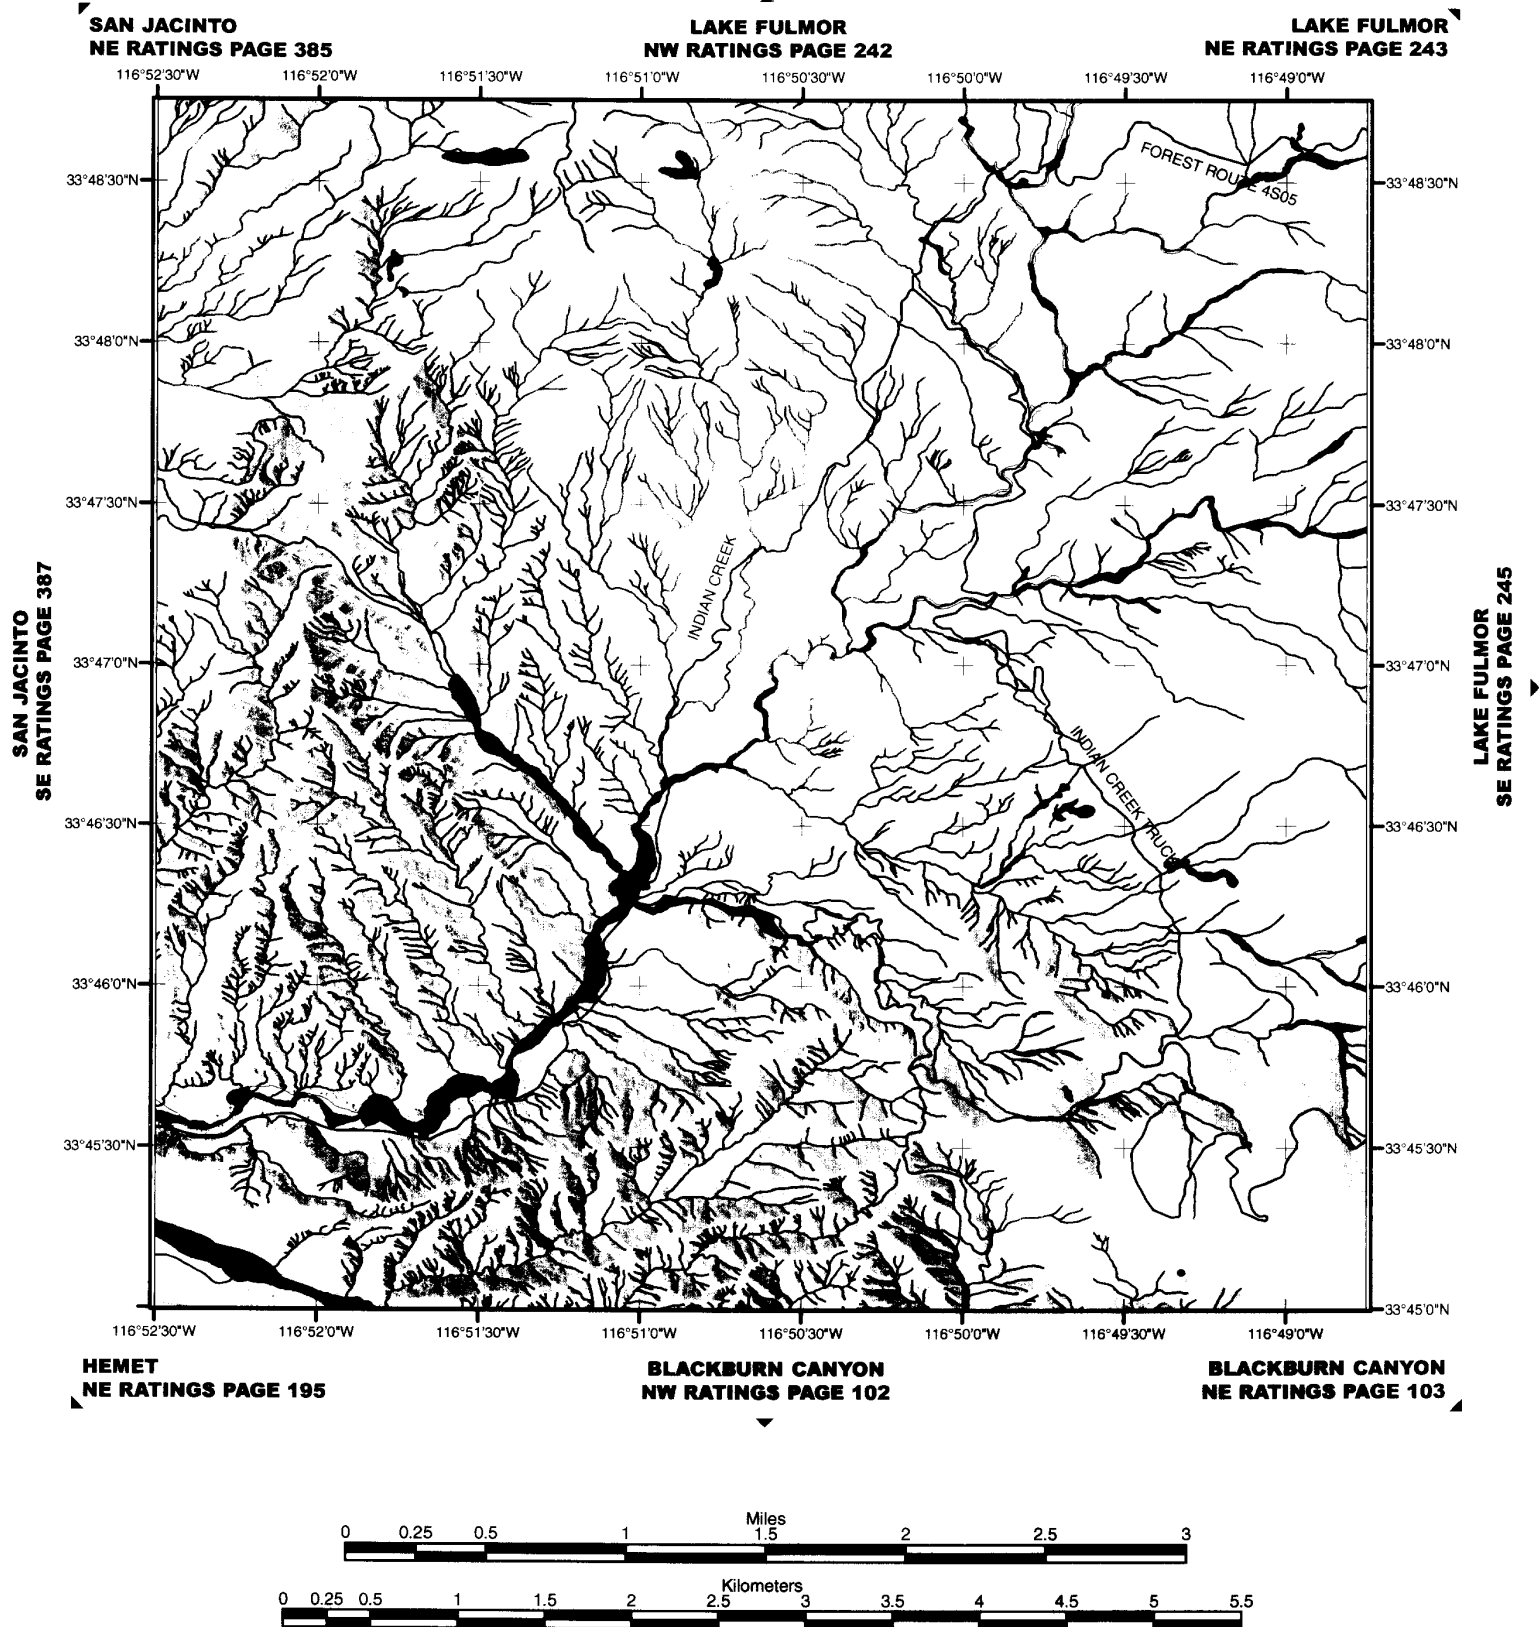 SAN JACINTO
NE RATINGS PAGE 385
LAKE FULMOR
NW RATINGS PAGE 242
LAKE FULMOR
NE RATINGS PAGE 243
116°52'30"W 116°52'0"W 116°51'30"W 116°51'0"W 116°50'30"W 116°50'0"W 116°49'30"W 116°49'0"W
FOREST ROUTE 4S05
33°48'30"N 33°48'30"N
33°48'0"N 33°48'0"N
33°47'30"N 33°47'30"N
INDIAN CREEK
SAN JACINTO
SE RATINGS PAGE 387
LAKE FULMOR
SE RATINGS PAGE 245
33°47'0"N 33°47'0"N
INDIAN CREEK TRUCK
33°46'30"N 33°46'30"N
33°46'0"N 33°46'0"N
33°45'30"N 33°45'30"N
33°45'0"N
116°52'30"W 116°52'0"W 116°51'30"W 116°51'0"W 116°50'30"W 116°50'0"W 116°49'30"W 116°49'0"W
HEMET
NE RATINGS PAGE 195
BLACKBURN CANYON
NW RATINGS PAGE 102
BLACKBURN CANYON
NE RATINGS PAGE 103
Miles
0 0.25 0.5 1 1.5 2 2.5 3
Kilometers
0 0.25 0.5 1 1.5 2 2.5 3 3.5 4 4.5 5 5.5